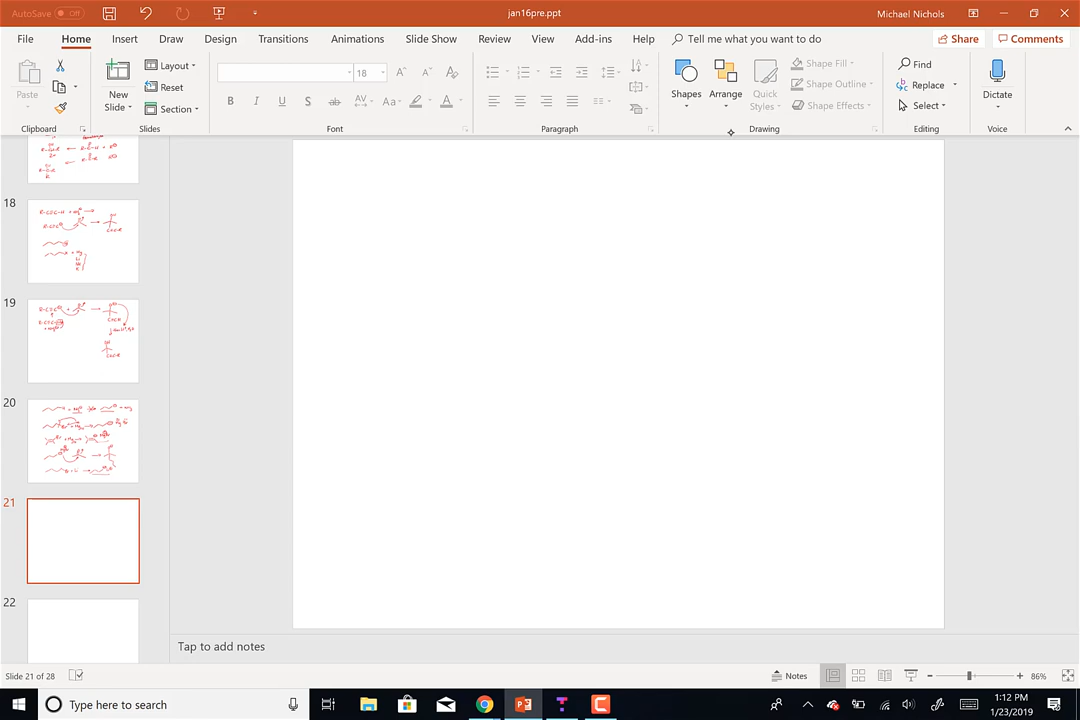 AutoSave Off
jan16pre.ppt
Michael Nichols
File Home Insert Draw Design Transitions Animations Slide Show Review View Add-ins Help Tell me what you want to do Share Comments
Paste
New Slide
Layout
Reset
Section
18
B I U S ab AV Aa A
Shapes
Arrange
Quick Styles
Shape Fill
Shape Outline
Shape Effects
Find
Replace
Select
Dictate
Clipboard Slides Font Paragraph Drawing Editing Voice
18
19
20
21
22
Tap to add notes
Slide 21 of 28
Notes
86%
Type here to search
1:12 PM
1/23/2019